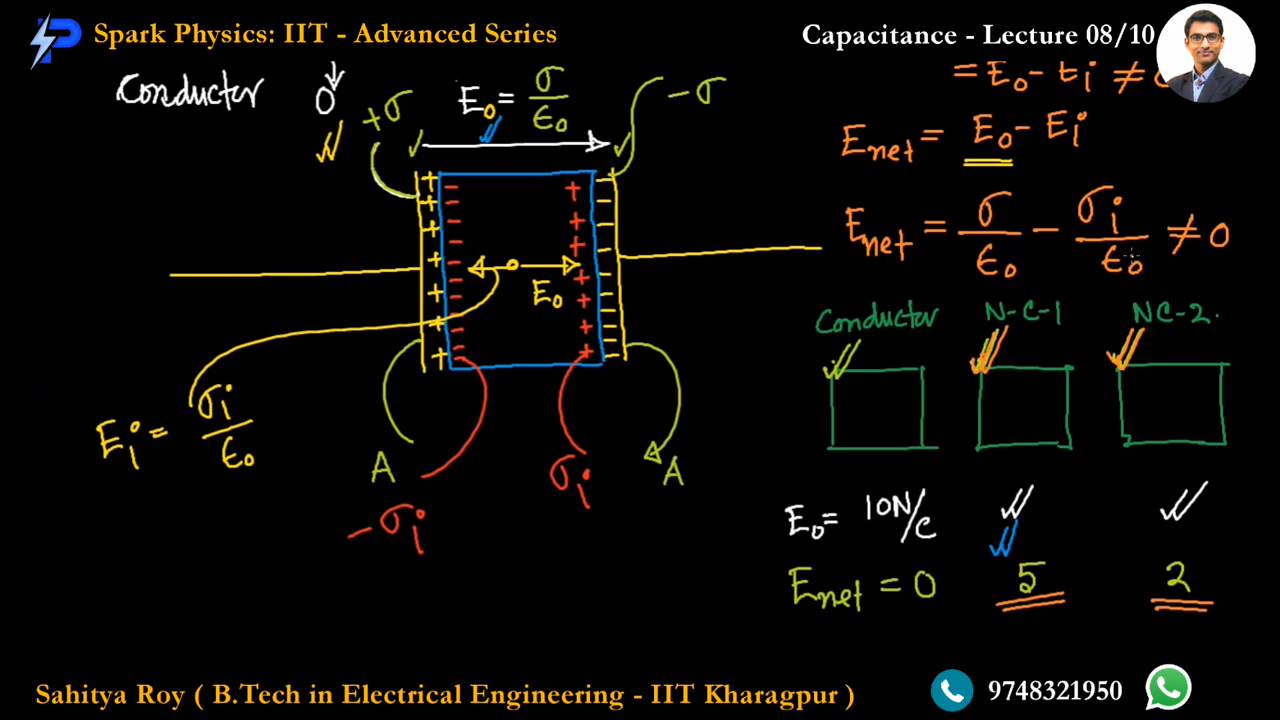 Spark Physics: IIT - Advanced Series
Capacitance - Lecture 08/10
Conductor
0
+σ
E₀ = σ/ε₀
-σ
= E₀ - Eᵢ ≠ 0
E_net = E₀ - Eᵢ
E_net = σ/ε₀ - σᵢ/ε₀ ≠ 0
E₀
Conductor N-C-1 NC-2.
Eᵢ = σᵢ/ε₀
A
-σᵢ
σᵢ
A
E₀ = 10N/C
E_net = 0 5 2
Sahitya Roy ( B.Tech in Electrical Engineering - IIT Kharagpur )
9748321950